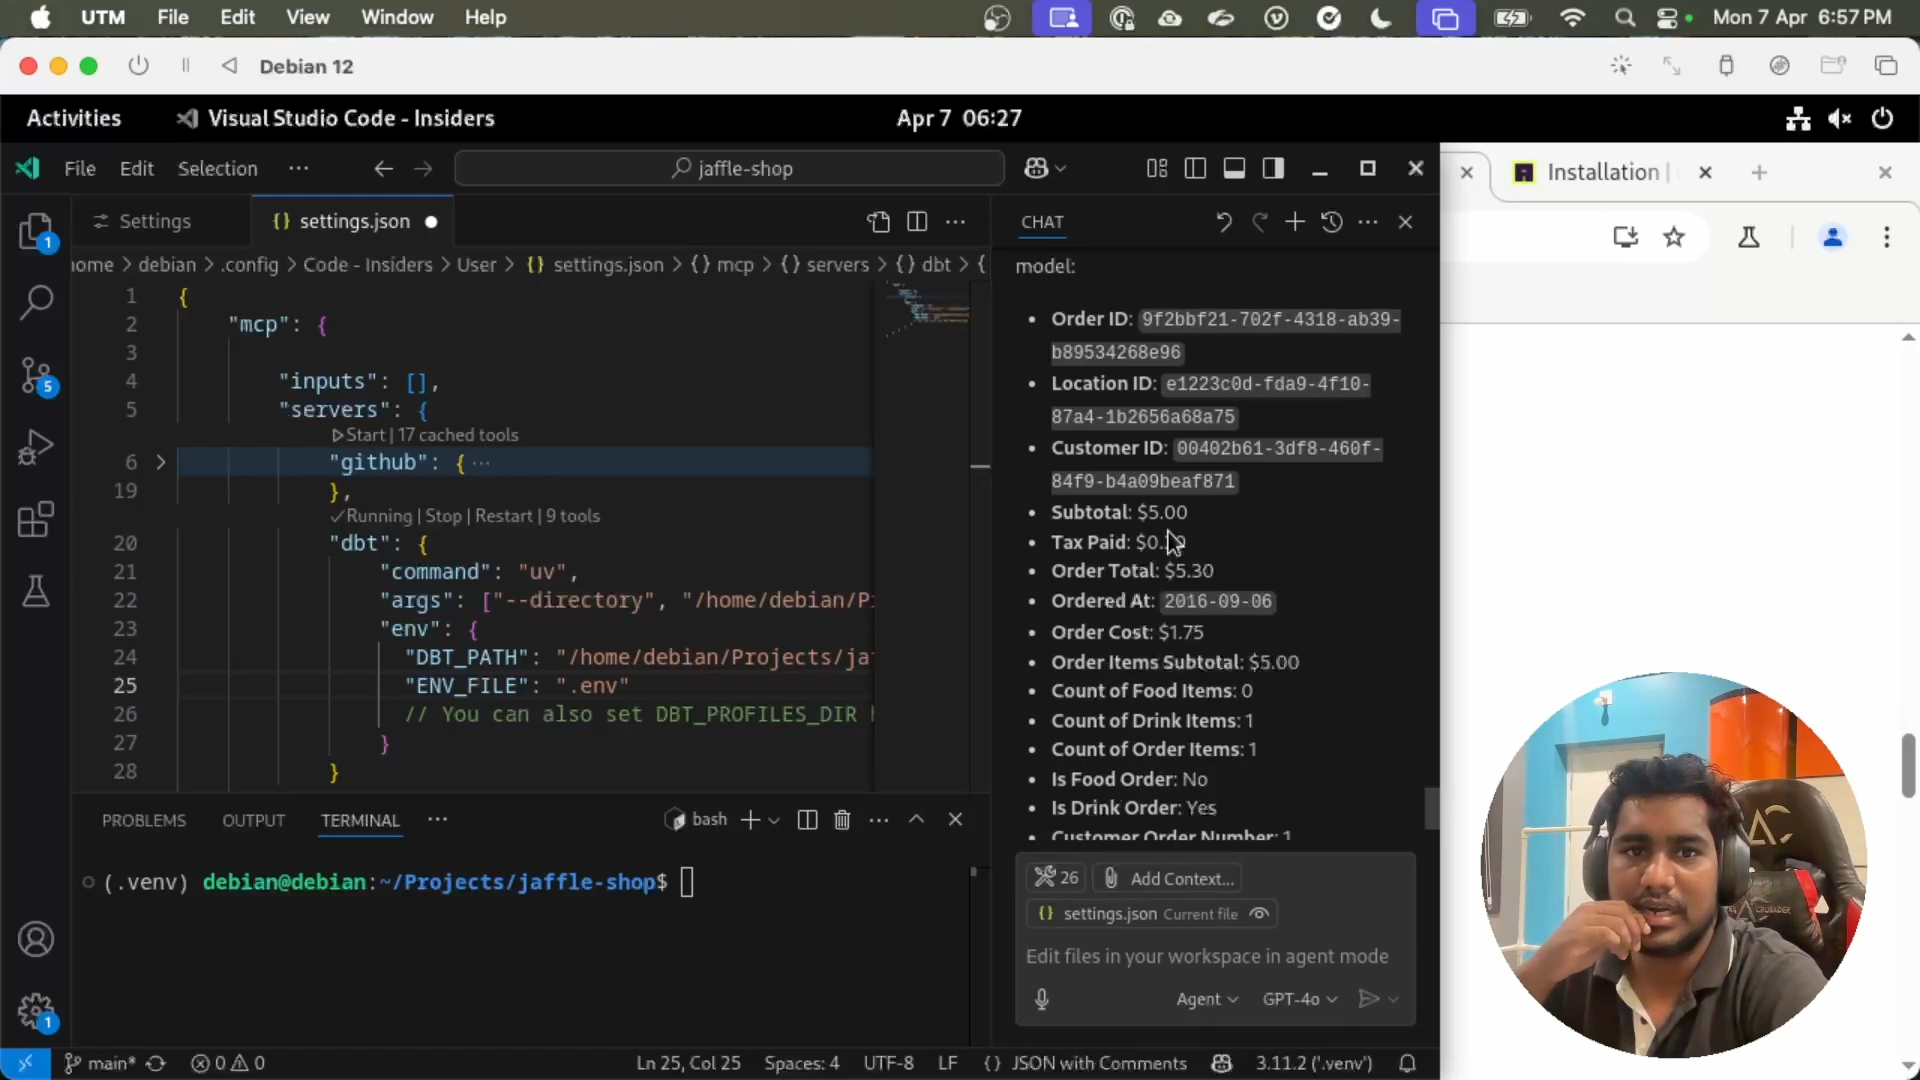 UTM File Edit View Window Help Mon 7 Apr 6:57 PM
Debian 12
Activities Visual Studio Code - Insiders Apr 7 06:27
File Edit Selection ··· jaffle-shop
Installation |
Settings settings.json
CHAT
debian > .config > Code - Insiders > User > {} settings.json > {} mcp > {} servers > {} dbt > {
1 {
2 "mcp": {
3
4 "inputs": [],
5 "servers": {
Start | 17 cached tools
6 "github": { ···
19 },
✓Running | Stop | Restart | 9 tools
20 "dbt": {
21 "command": "uv",
22 "args": ["--directory",
23 "env": {
24 "DBT_PATH":
25 "ENV_FILE": ".env"
26 // You can also set DBT_PROFILES_DIR
27 }
28 }
model:
• Order ID: 9f2bbf21-702f-4318-ab39-
b89534268e96
• Location ID: e1223c0d-fda9-4f10-
87a4-1b2656a68a75
• Customer ID: 00402b61-3df8-460f-
84f9-b4a09beaf871
• Subtotal: $5.00
• Tax Paid:
• Order Total: $5.30
• Ordered At: 2016-09-06
• Order Cost: $1.75
• Order Items Subtotal: $5.00
• Count of Food Items: 0
• Count of Drink Items: 1
• Count of Order Items: 1
• Is Food Order: No
• Is Drink Order: Yes
Customer Order Number: 1
PROBLEMS OUTPUT TERMINAL ··· bash
(.venv) debian@debian:~/Projects/jaffle-shop$
26 Add Context...
{} settings.json Current file
Edit files in your workspace in agent mode
Agent GPT-4o
main* 0 0 Ln 25, Col 25 Spaces: 4 UTF-8 LF {} JSON with Comments 3.11.2 ('.venv')
1
5
1